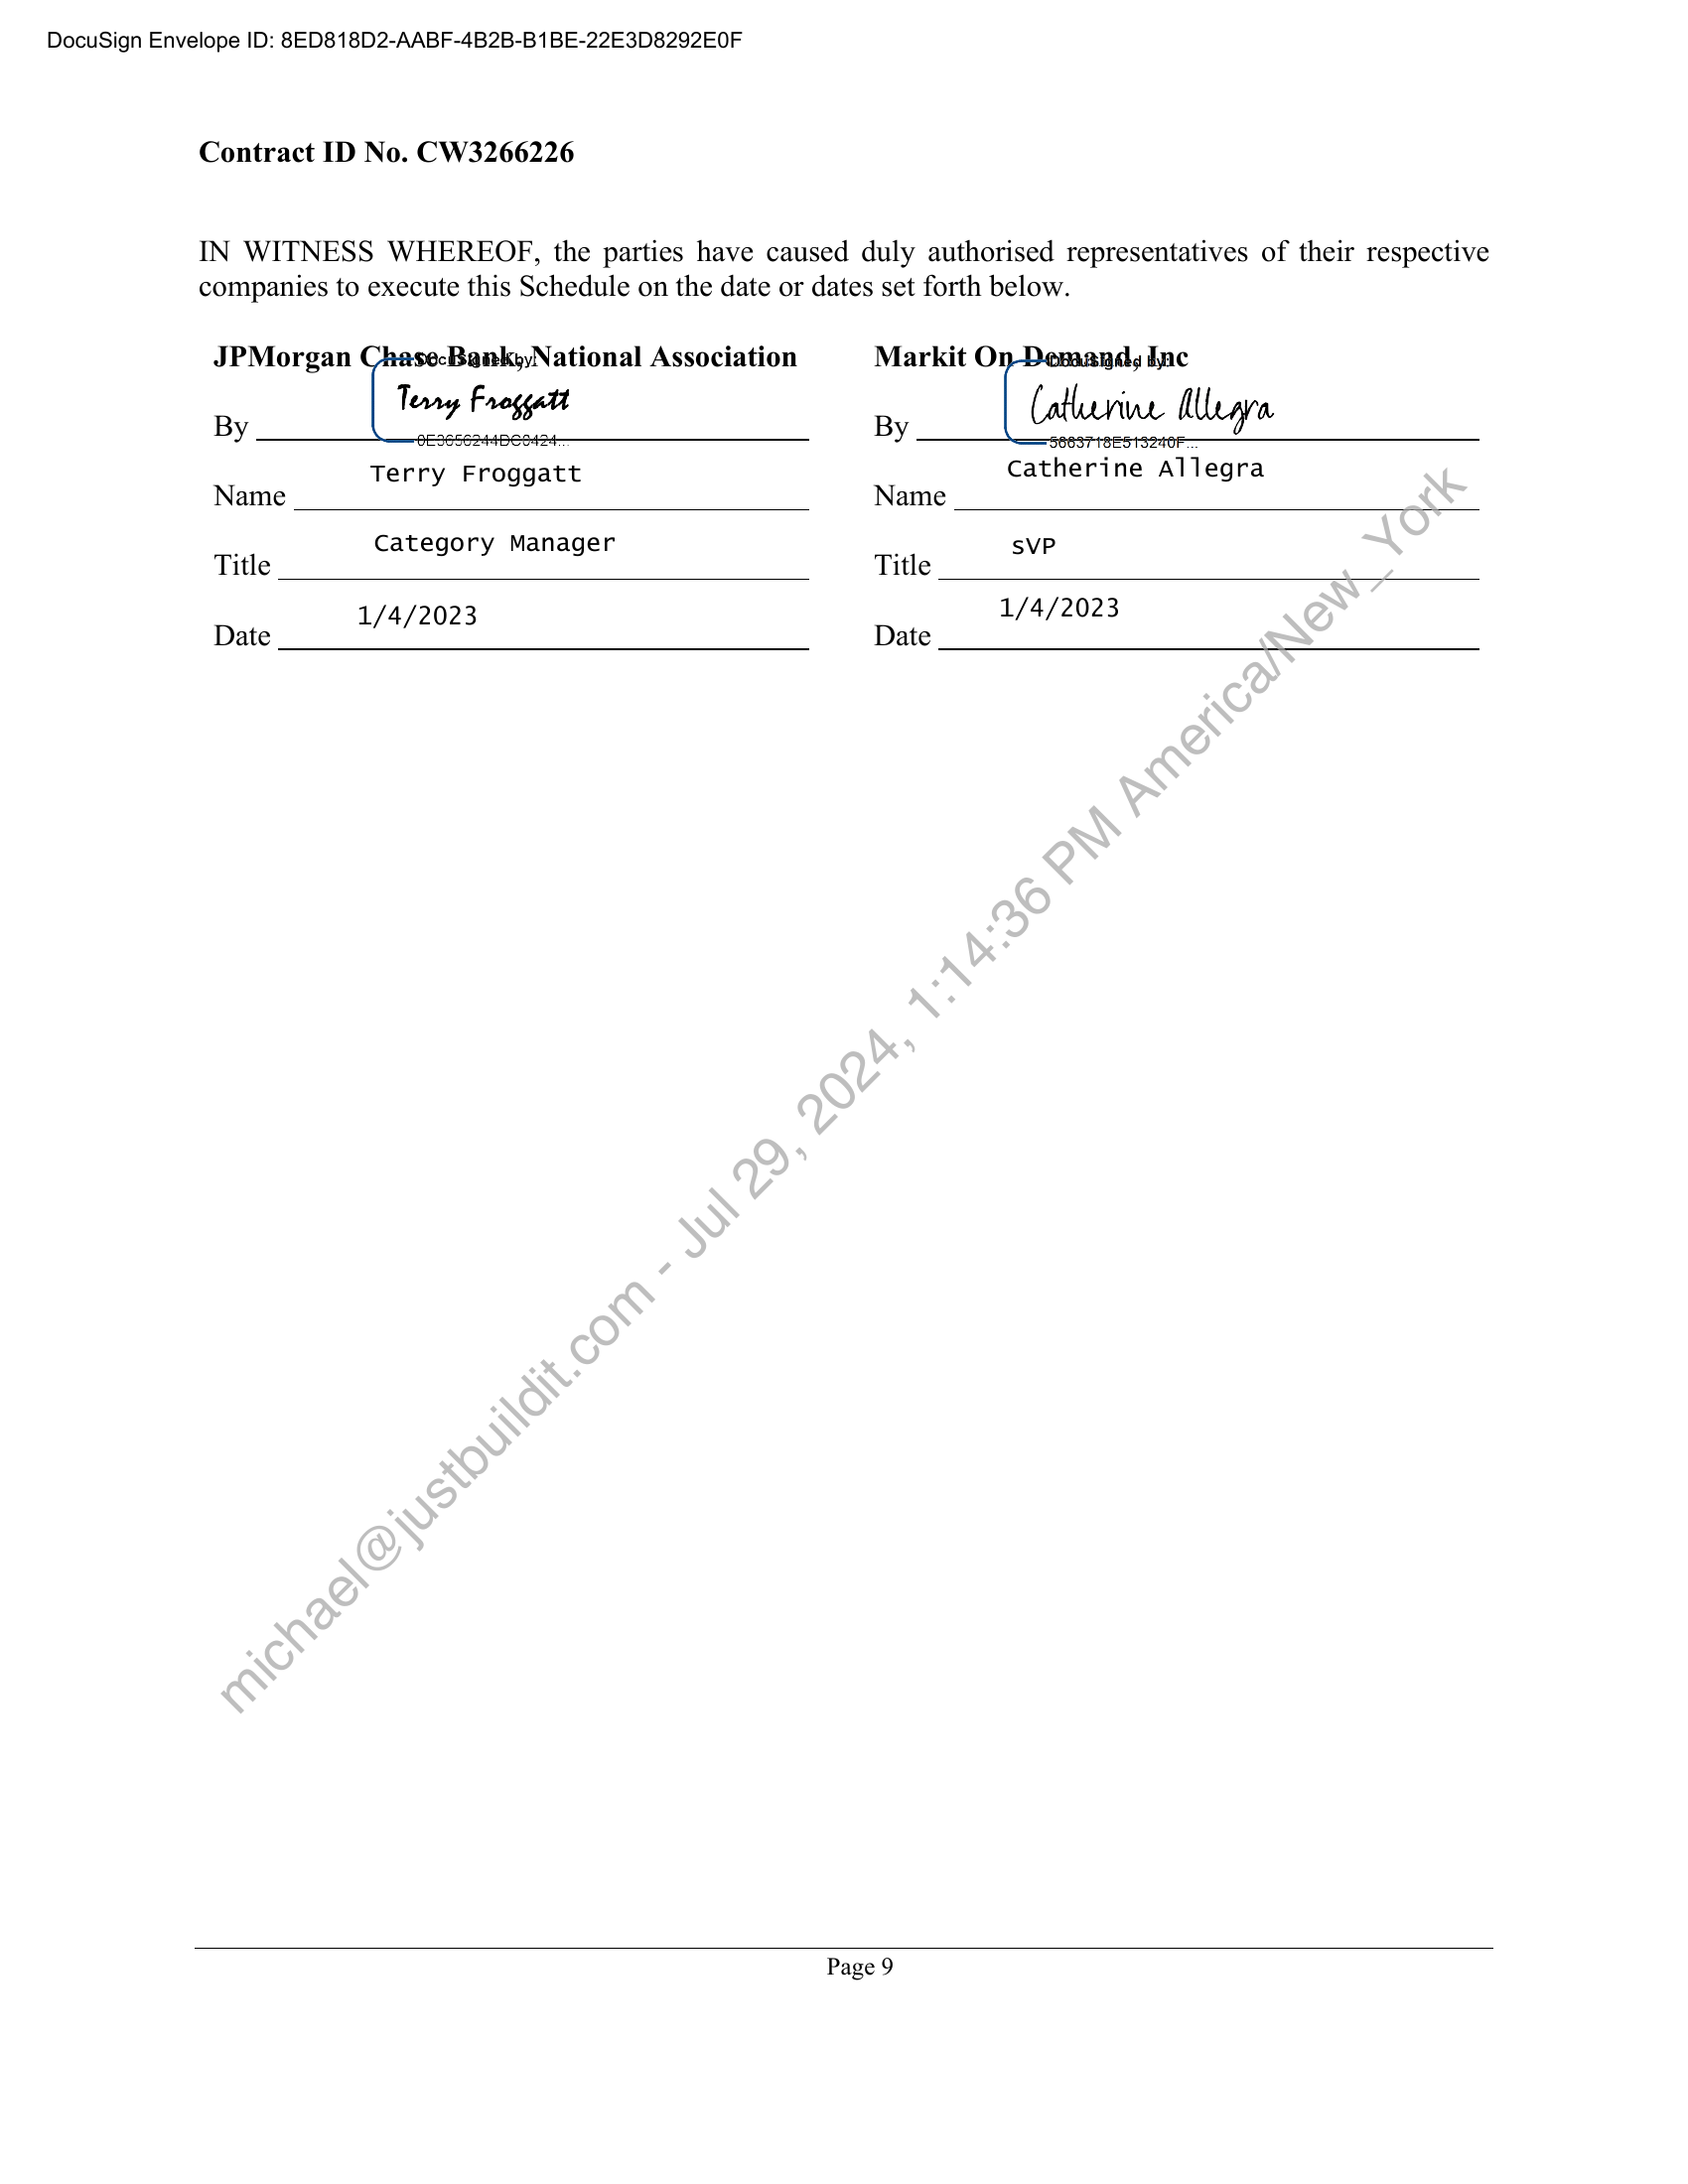 DocuSign Envelope ID: 8ED818D2-AABF-4B2B-B1BE-22E3D8292E0F
Contract ID No. CW3266226
IN WITNESS WHEREOF, the parties have caused duly authorised representatives of their respective
companies to execute this Schedule on the date or dates set forth below.
JPMorgan Chase Bank, National Association
DocuSigned by:
Terry Froggatt
By
Name Terry Froggatt
Title Category Manager
Date 1/4/2023
Markit On Demand, Inc
DocuSigned by:
Catherine Allegra
By
5663718E513240F...
Name Catherine Allegra
Title SVP
Date 1/4/2023
michael@justbuildit.com - Jul 29, 2024, 1:14:36 PM America/New_York
Page 9